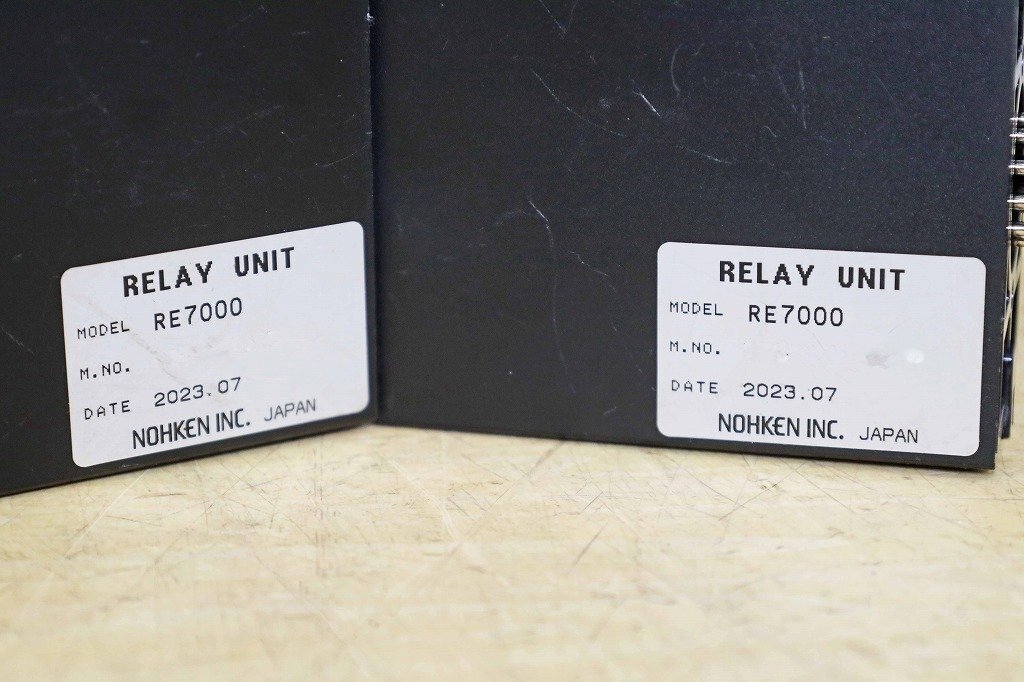 RELAY UNIT
MODEL RE7000
M.NO.
DATE 2023.07
NOHKEN INC. JAPAN
RELAY UNIT
MODEL RE7000
M.NO.
DATE 2023.07
NOHKEN INC. JAPAN